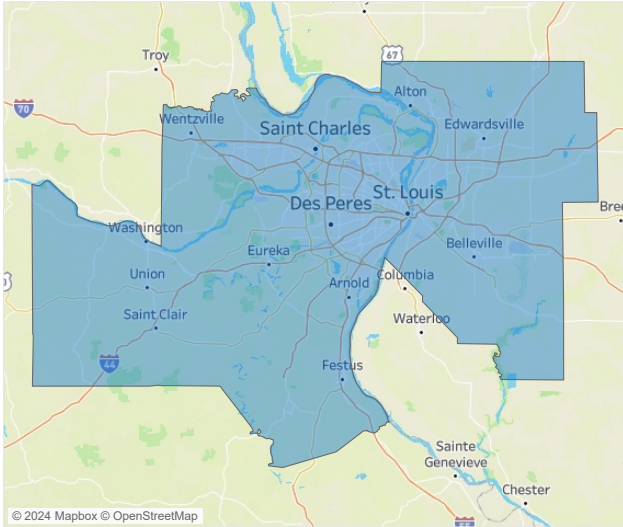 67
Troy
Alton
70
Wentzville
Edwardsville
Saint Charles
St. Louis
Des Peres
Washington
Belleville
Eureka
Union
Columbia
Arnold
Saint Clair
Waterloo
44
Festus
Sainte
Genevieve
Chester
© 2024 Mapbox © OpenStreetMap